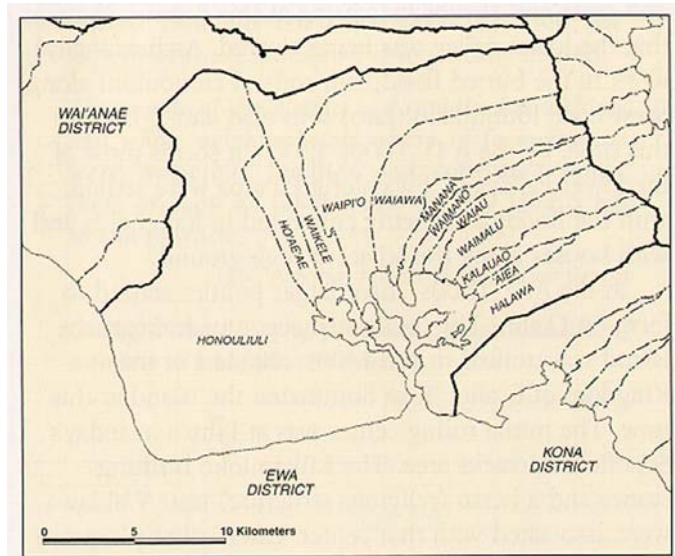 WAI'ANAE
DISTRICT
HO'AE'AE
WAIKELE
WAIPI'O
WAIAWA
MANANA
WAIMANO
WAIAU
WAIMALU
KALAUAO
'AIEA
HALAWA
HONOULIULI
'EWA
DISTRICT
KONA
DISTRICT
0 5 10 Kilometers